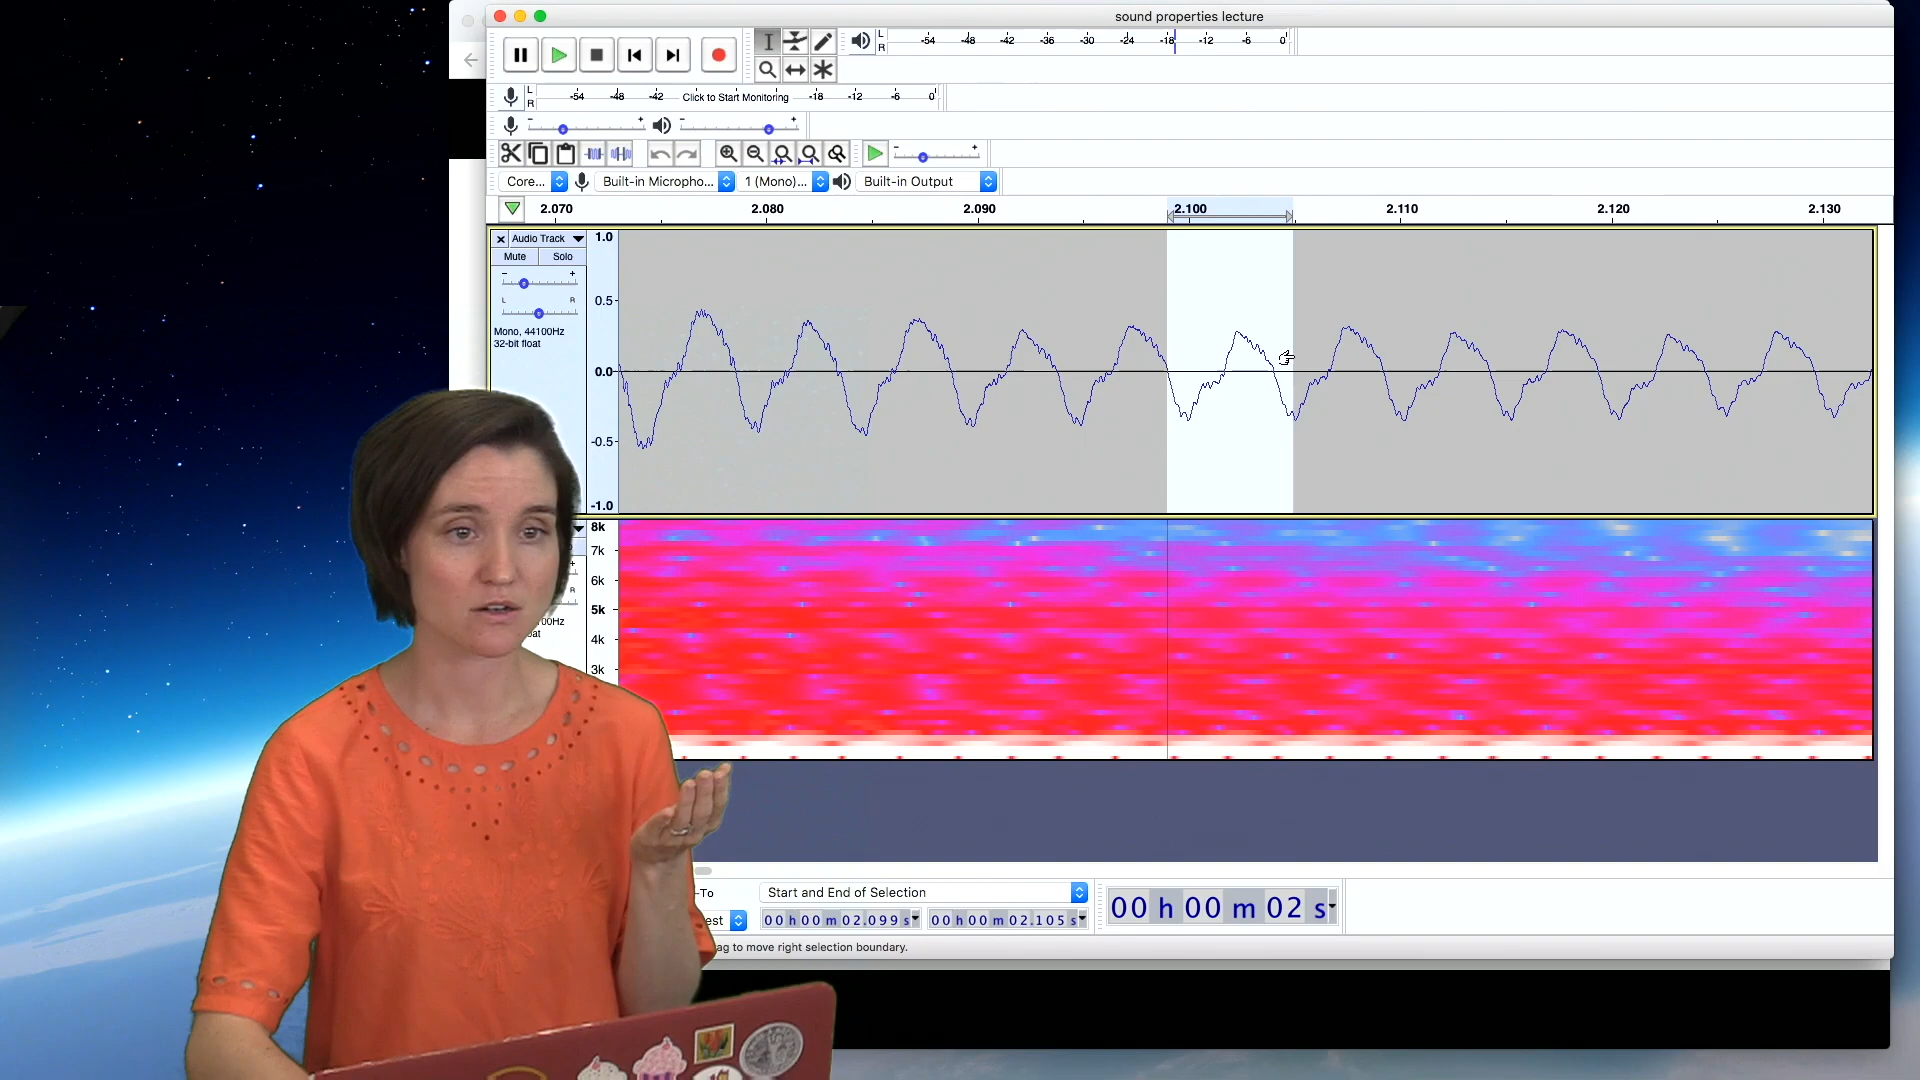 sound properties lecture
L
R
-54 -48 -42 -36 -30 -24 -18 -12 -6 0
L
R
-54 -48 -42 Click to Start Monitoring -18 -12 -6 0
- + - +
- +
Core... Built-in Micropho... 1 (Mono)... Built-in Output
2.070 2.080 2.090 2.100 2.110 2.120 2.130
× Audio Track
Mute Solo
- +
L R
Mono, 44100Hz
32-bit float
1.0
0.5
0.0
-0.5
-1.0
8k
7k
6k
5k
4k
3k
+
R
00Hz
at
-To Start and End of Selection
est 00 h 00 m 02.099 s 00 h 00 m 02.105 s
00 h 00 m 02 s
ag to move right selection boundary.